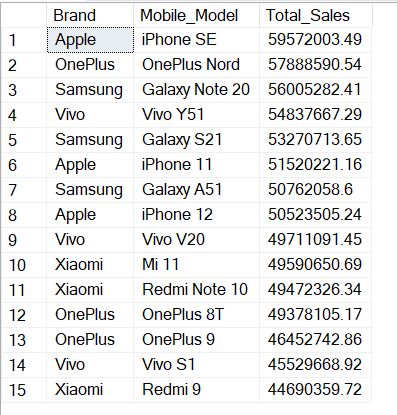 Brand Mobile_Model Total_Sales
1 Apple iPhone SE 59572003.49
2 OnePlus OnePlus Nord 57888590.54
3 Samsung Galaxy Note 20 56005282.41
4 Vivo Vivo Y51 54837667.29
5 Samsung Galaxy S21 53270713.65
6 Apple iPhone 11 51520221.16
7 Samsung Galaxy A51 50762058.6
8 Apple iPhone 12 50523505.24
9 Vivo Vivo V20 49711091.45
10 Xiaomi Mi 11 49590650.69
11 Xiaomi Redmi Note 10 49472326.34
12 OnePlus OnePlus 8T 49378105.17
13 OnePlus OnePlus 9 46452742.86
14 Vivo Vivo S1 45529668.92
15 Xiaomi Redmi 9 44690359.72